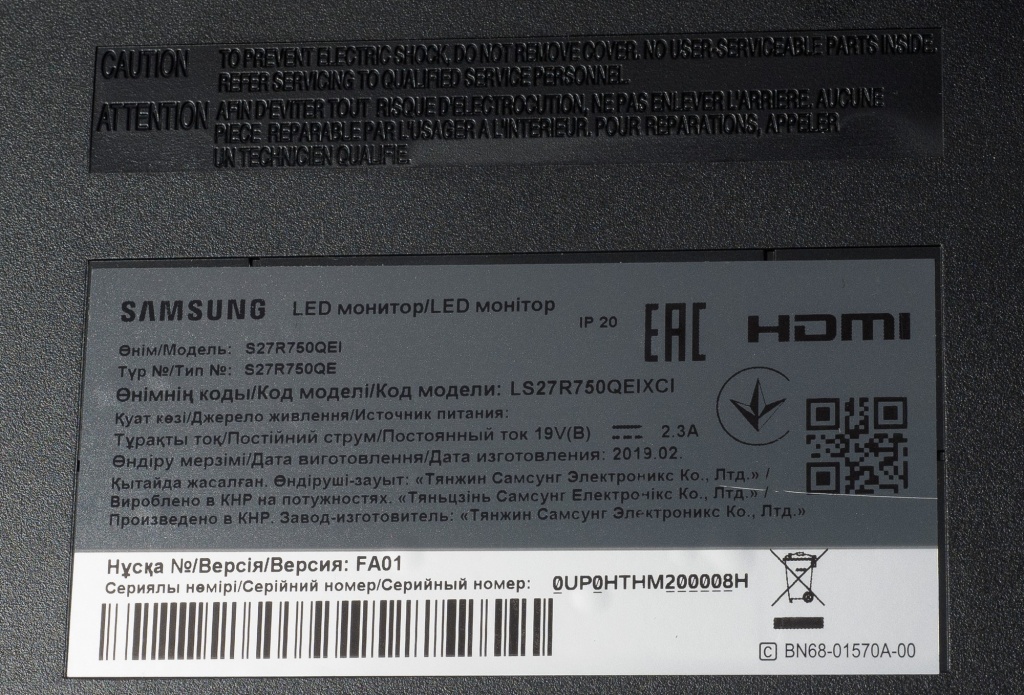 CAUTION TO PREVENT ELECTRIC SHOCK, DO NOT REMOVE COVER. NO USER-SERVICEABLE PARTS INSIDE.
REFER SERVICING TO QUALIFIED SERVICE PERSONNEL.
ATTENTION AFIN D'EVITER TOUT RISQUE D'ELECTROCUTION, NE PAS ENLEVER L'ARRIERE. AUCUNE
PIECE REPARABLE PAR L'USAGER A L'INTERIEUR. POUR REPARATIONS, APPELER
UN TECHNICIEN QUALIFIE.
SAMSUNG LED монитор/LED монітор
IP 20 EAC HDMI
Өнім/Модель: S27R750QEI
Түр №/Тип №: S27R750QE
Өнімнің коды/Код моделі/Код модели: LS27R750QEIXCI
Қуат көзі/Джерело живлення/Источник питания:
Тұрақты тоқ/Постійний струм/Постоянный ток 19V(B) 2.3A
Өндіру мерзімі/Дата виготовлення/Дата изготовления: 2019.02.
Қытайда жасалған. Өндіруші-зауыт: «Тянжин Самсунг Электроникс Ко., Лтд.» /
Вироблено в КНР на потужностях. «Тяньцзінь Самсунг Електронікс Ко., Лтд.» /
Произведено в КНР. Завод-изготовитель: «Тянжин Самсунг Электроникс Ко., Лтд.»
Нұсқа №/Версія/Версия: FA01
Сериялы нөмірі/Серійний номер/Серийный номер: 0UP0HTHM200008H
C BN68-01570A-00